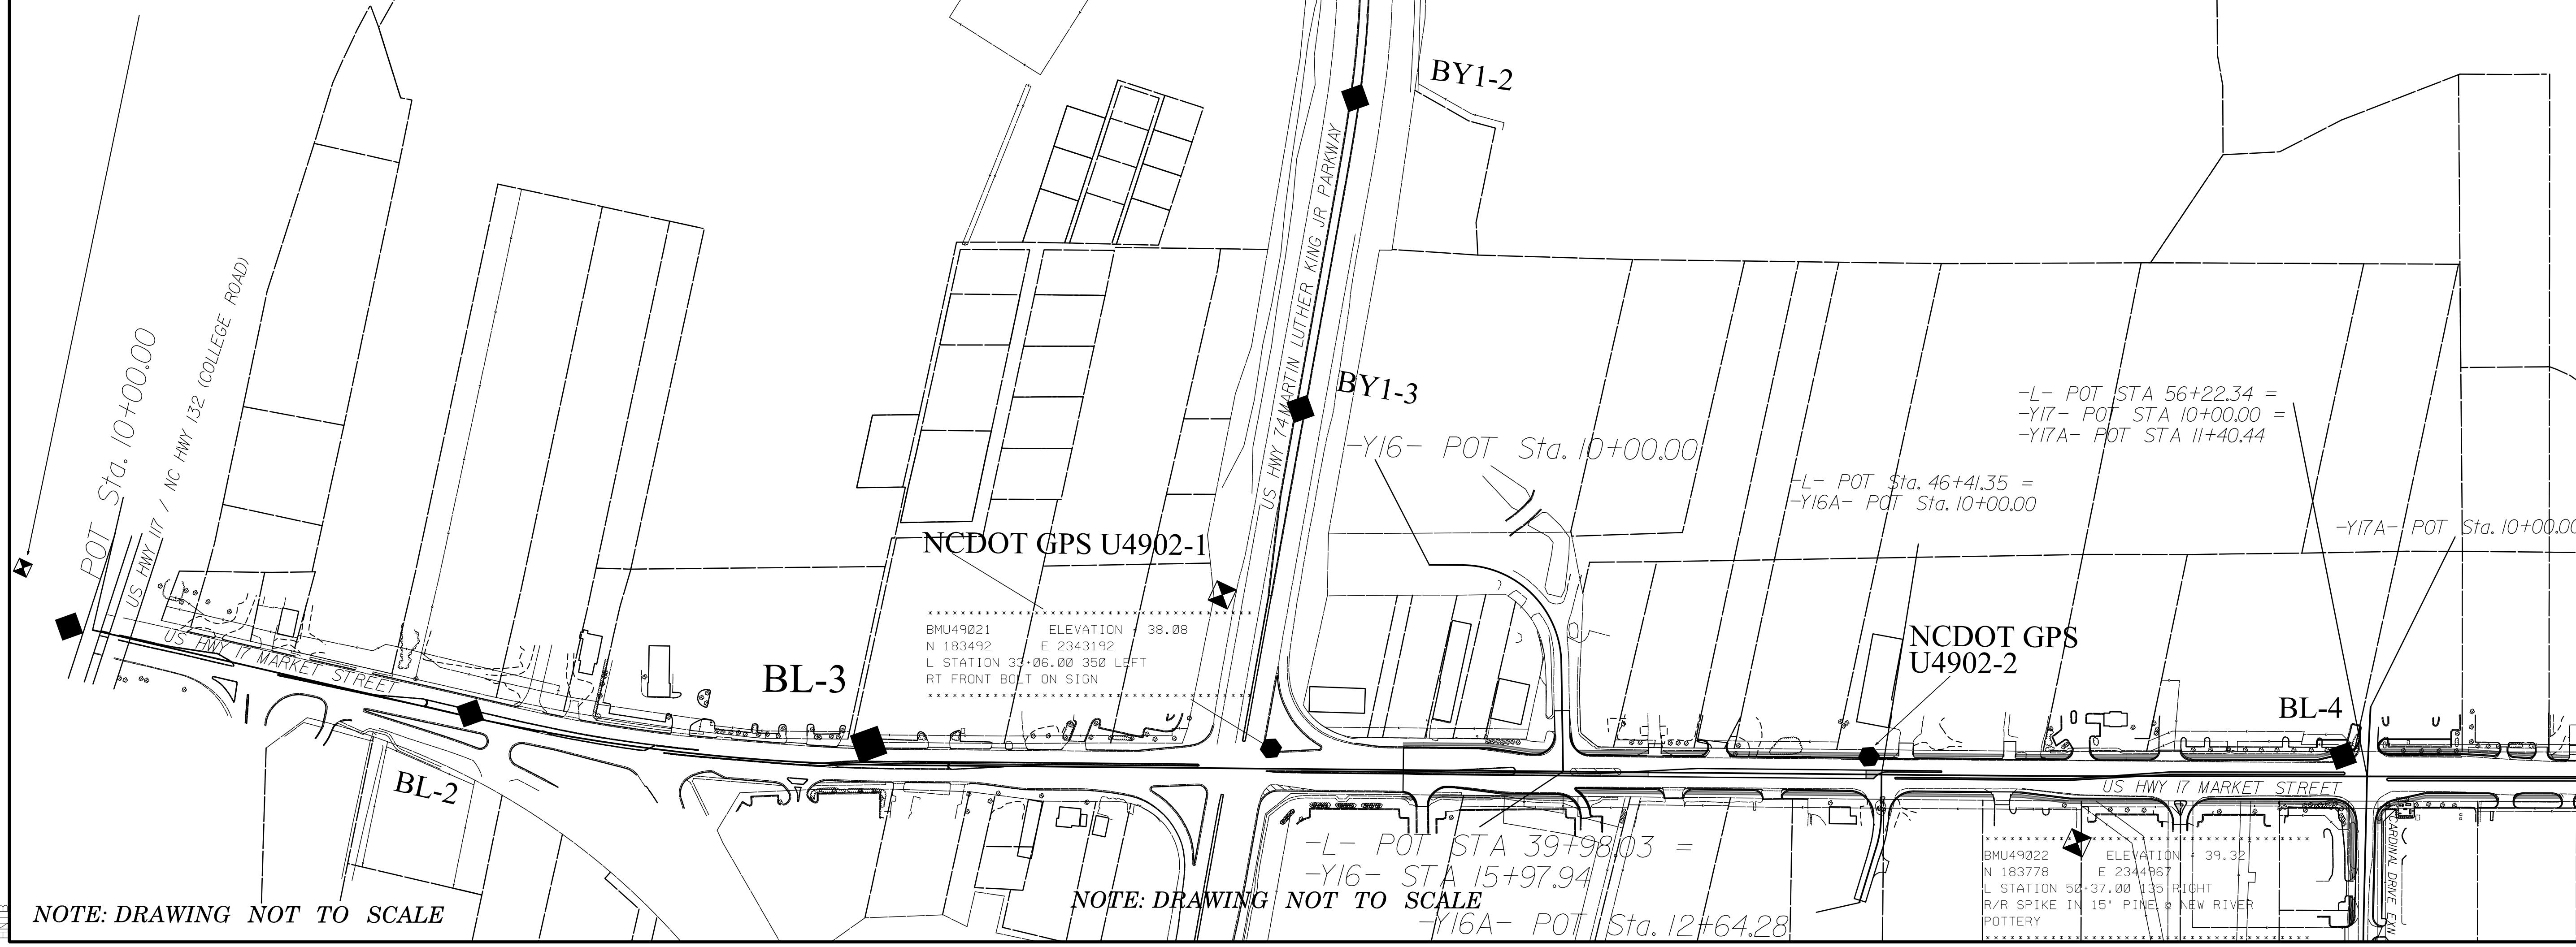 BY1-2
US HWY 74 MARTIN LUTHER KING JR PARKWAY
BY1-3
-Y16- POT Sta. 10+00.00
-L- POT STA 56+22.34 =
-Y17- POT STA 10+00.00 =
-Y17A- POT STA 11+40.44
-L- POT Sta. 46+41.35 =
-Y16A- POT Sta. 10+00.00
-Y17A- POT Sta. 10+00.00
POT Sta. 10+00.00
US HWY 117 / NC HWY 132 (COLLEGE ROAD)
NCDOT GPS U4902-1
BMU49021 ELEVATION = 38.08
N 183492 E 2343192
L STATION 33+06.00 350 LEFT
RT FRONT BOLT ON SIGN
US HWY 17 MARKET STREET
BL-3
BL-2
NCDOT GPS
U4902-2
BL-4
US HWY 17 MARKET STREET
-L- POT STA 39+98.03 =
-Y16- STA 15+97.94
-Y16A- POT Sta. 12+64.28
BMU49022 ELEVATION = 39.32
N 183778 E 2344967
L STATION 50+37.00 135 RIGHT
R/R SPIKE IN 15" PINE @ NEW RIVER
POTTERY
CARDINAL DRIVE EXN
NOTE: DRAWING NOT TO SCALE
NOTE: DRAWING NOT TO SCALE